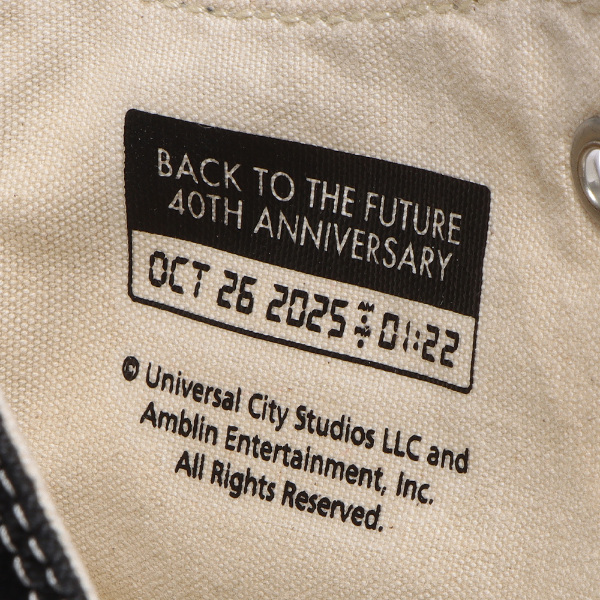 BACK TO THE FUTURE
40TH ANNIVERSARY
OCT 26 2025 01:22
© Universal City Studios LLC and
Amblin Entertainment, Inc.
All Rights Reserved.